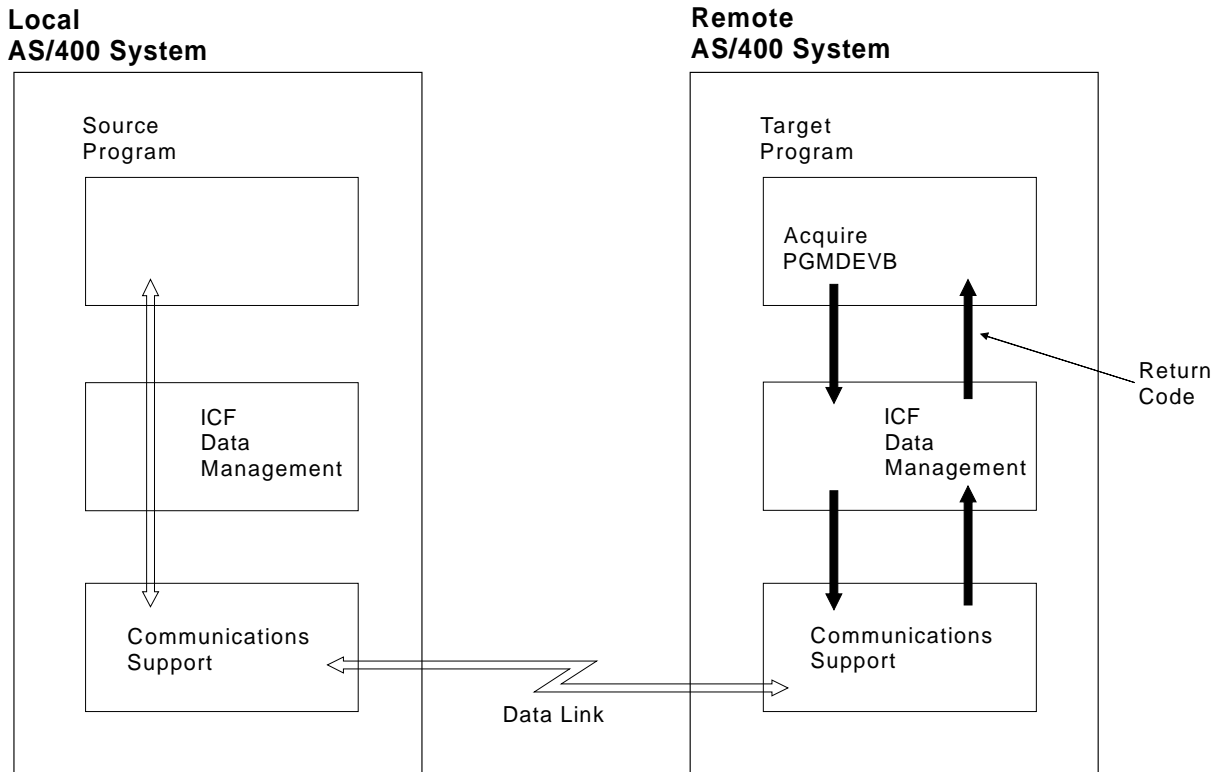 Local
AS/400 System
Remote
AS/400 System
Source
Program
Target
Program
Acquire
PGMDEVB
Return
Code
ICF
Data
Management
ICF
Data
Management
Communications
Support
Communications
Support
Data Link